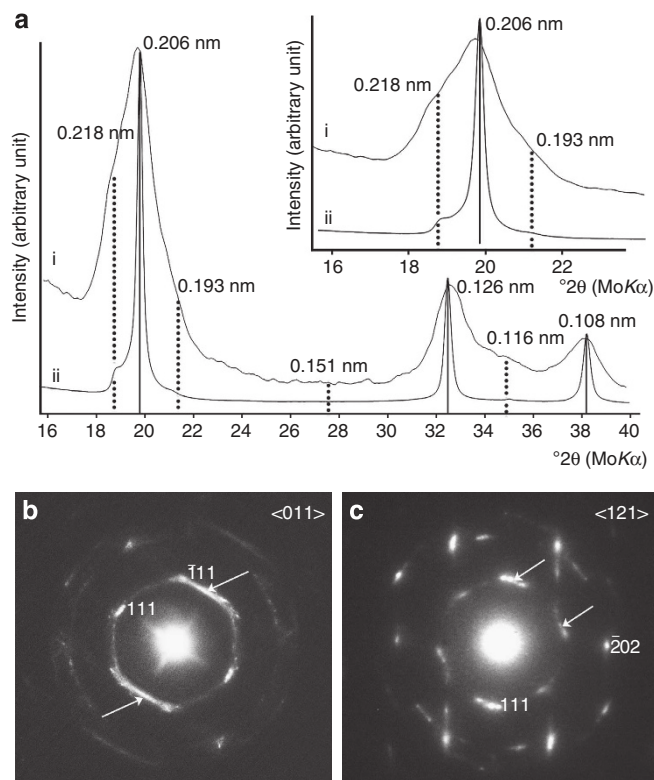 a
Intensity (arbitrary unit)
0.206 nm
0.218 nm
0.193 nm
0.151 nm
0.126 nm
0.116 nm
0.108 nm
i
ii
16 18 20 22 24 26 28 30 32 34 36 38 40
°2θ (MoKα)
Intensity (arbitrary unit)
0.206 nm
0.218 nm
0.193 nm
i
ii
16 18 20 22
°2θ (MoKα)
b
<011>
1̄11
111
c
<121>
2̄02
111